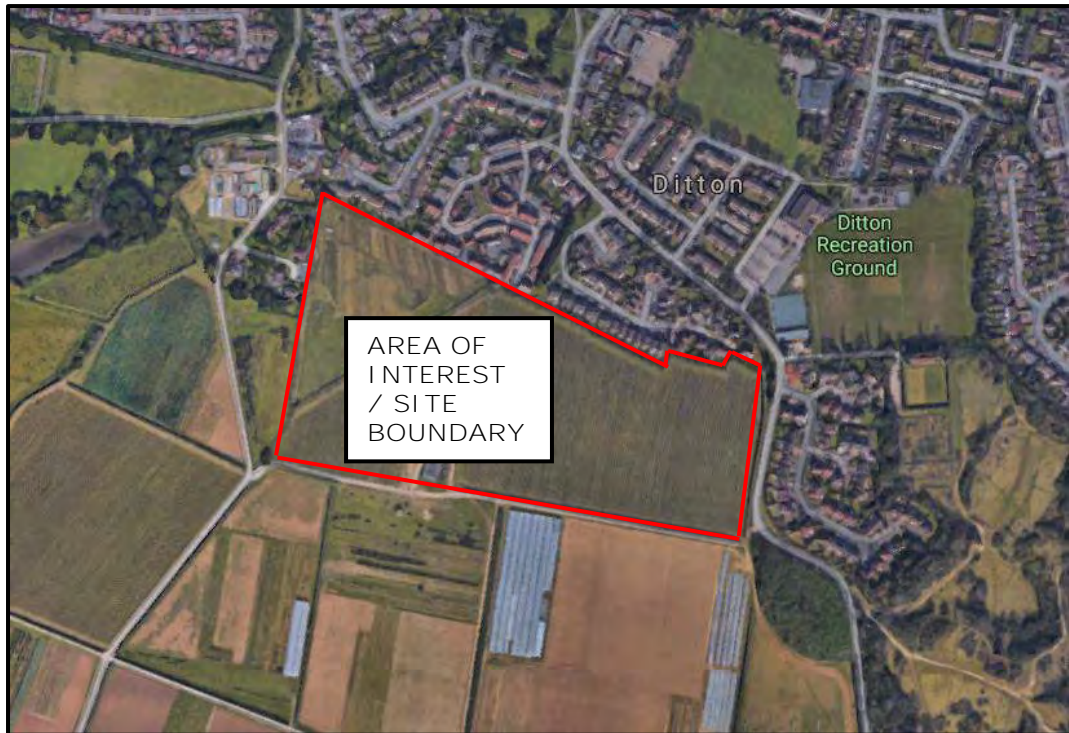 Ditton
Ditton
Recreation
Ground
AREA OF
INTEREST
/ SITE
BOUNDARY